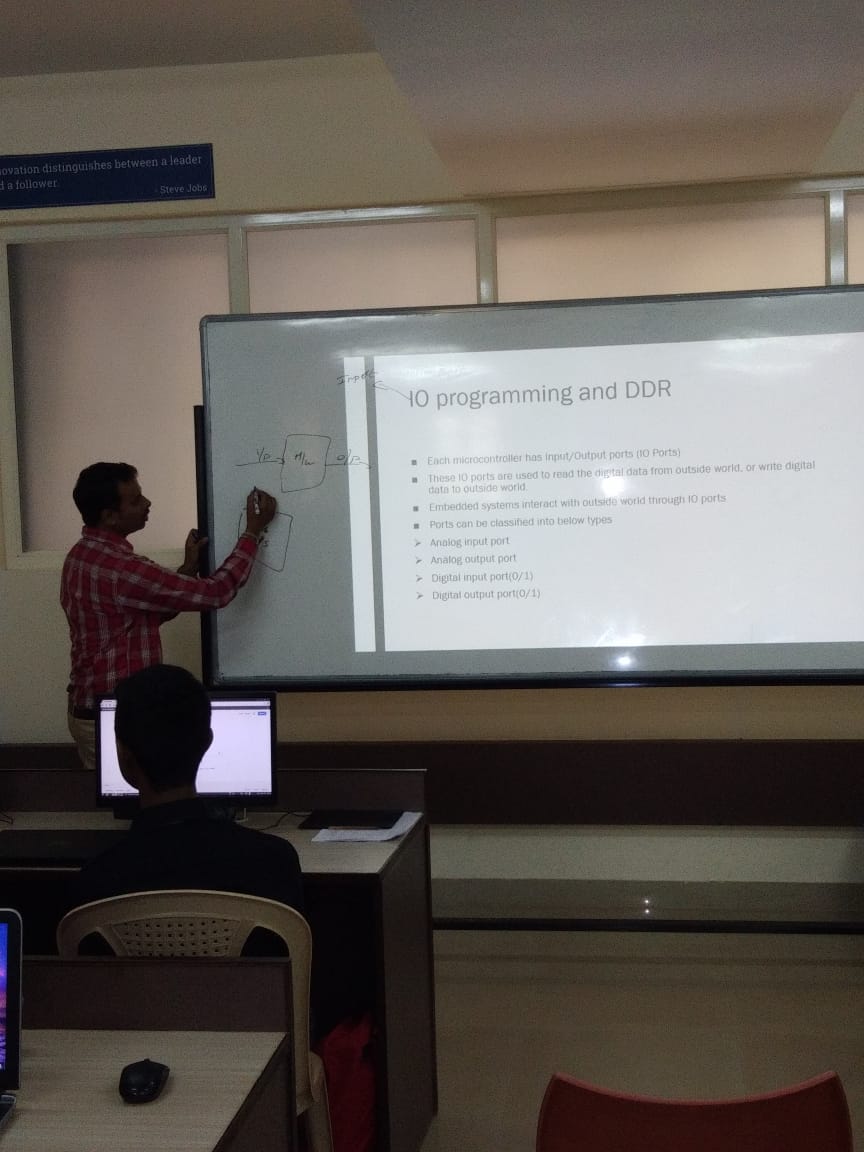 ovation distinguishes between a leader
d a follower.
- Steve Jobs
Input
IO programming and DDR
I/P
H/w
O/P
▪ Each microcontroller has Input/Output ports (IO Ports)
▪ These IO ports are used to read the digital data from outside world, or write digital
data to outside world.
▪ Embedded systems interact with outside world through IO ports
▪ Ports can be classified into below types
➢ Analog input port
➢ Analog output port
➢ Digital input port(0/1)
➢ Digital output port(0/1)